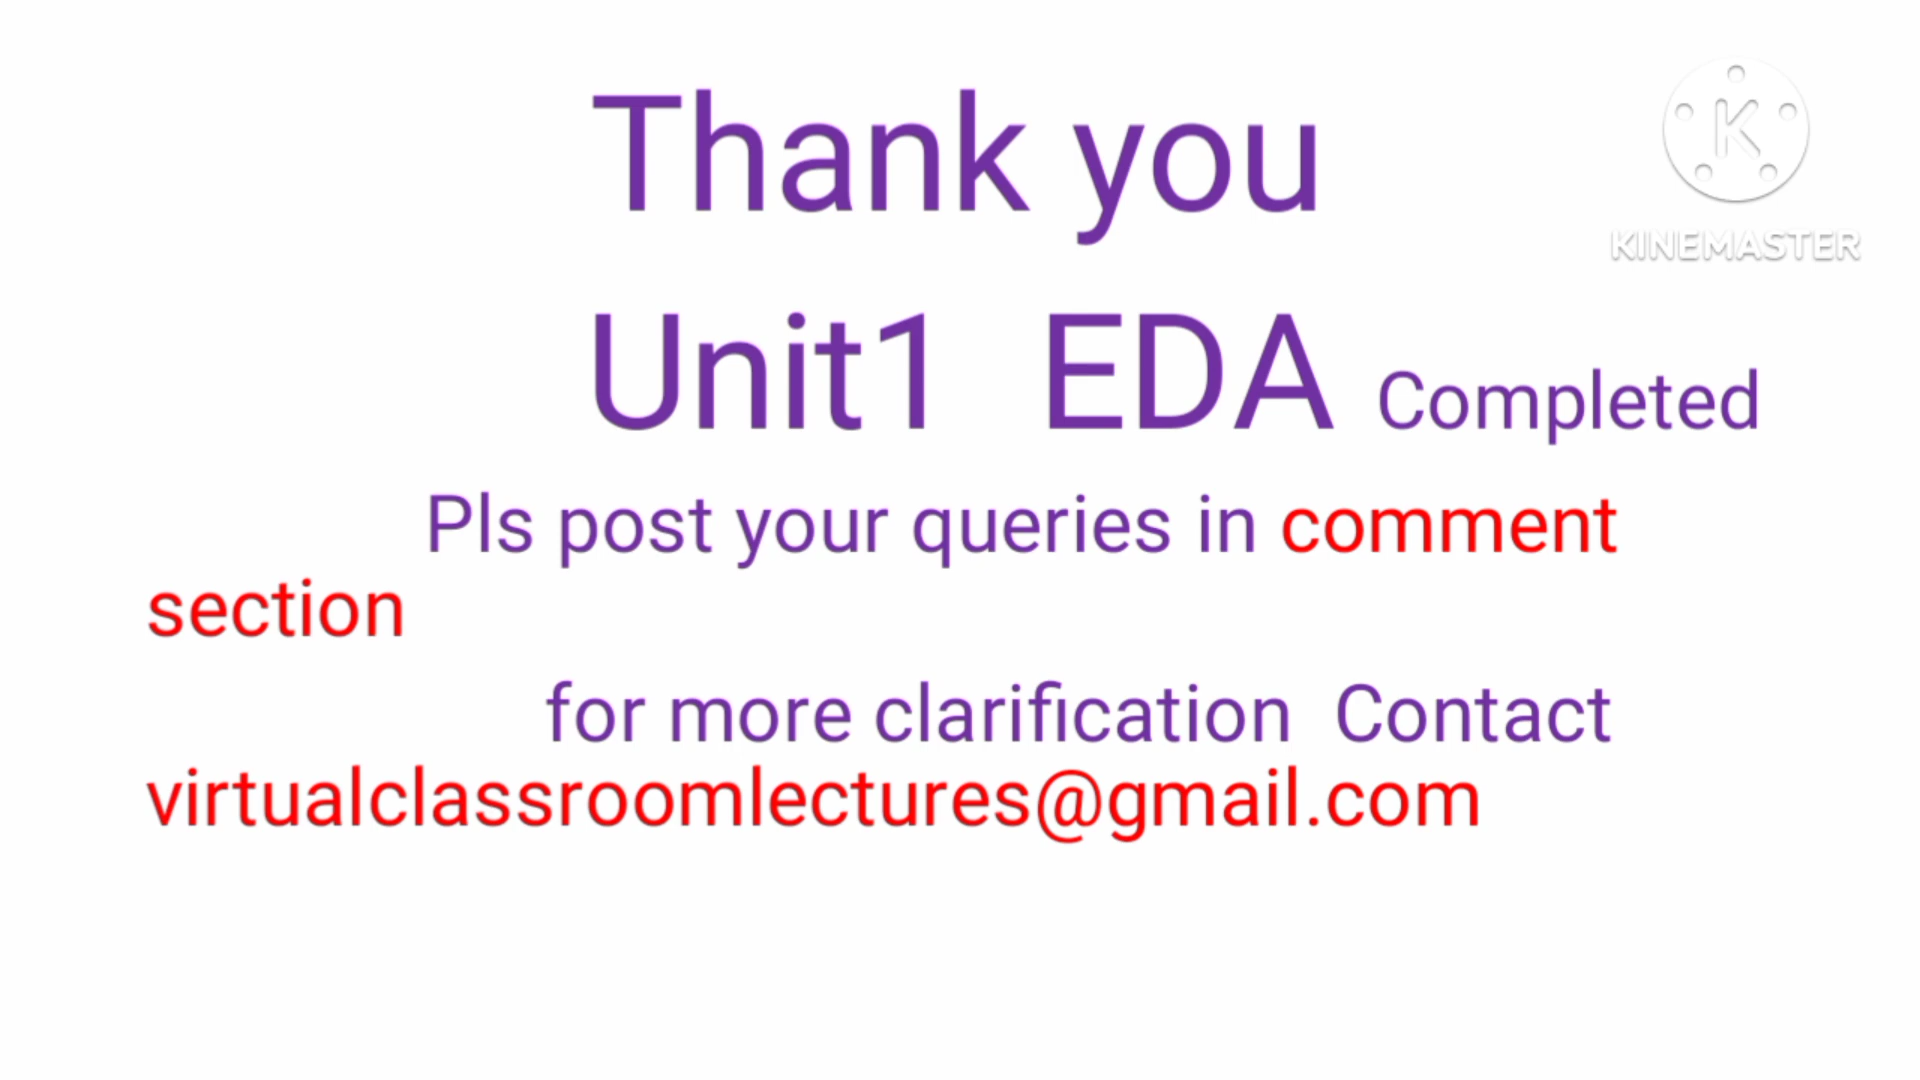 Thank you
K
KINEMASTER
Unit1 EDA Completed
Pls post your queries in comment
section
for more clarification Contact
virtualclassroomlectures@gmail.com